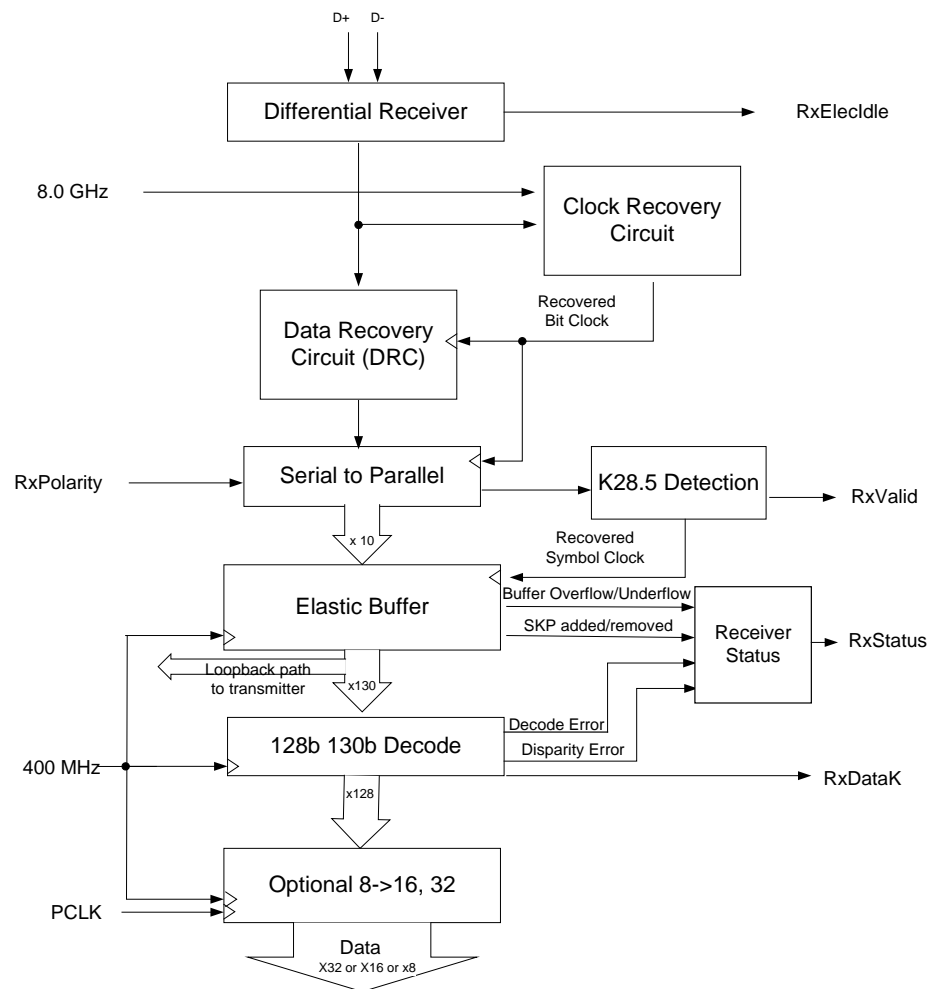 D+ D-
Differential Receiver
RxElecIdle
8.0 GHz
Clock Recovery
Circuit
Recovered
Bit Clock
Data Recovery
Circuit (DRC)
RxPolarity
Serial to Parallel
K28.5 Detection
RxValid
x 10
Recovered
Symbol Clock
Elastic Buffer
Buffer Overflow/Underflow
SKP added/removed
Receiver
Status
RxStatus
Loopback path
to transmitter
x130
Decode Error
128b 130b Decode
Disparity Error
400 MHz
RxDataK
x128
Optional 8->16, 32
PCLK
Data
X32 or X16 or x8